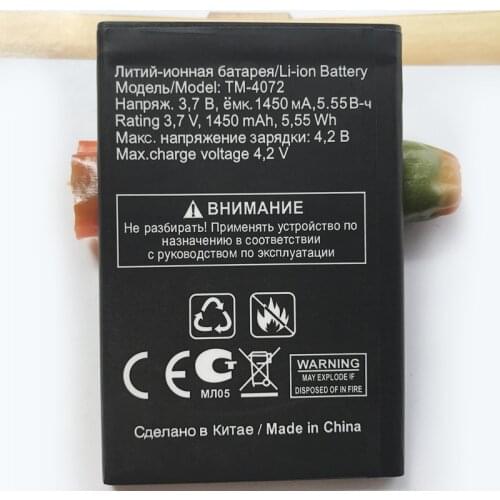 Литий-ионная батарея/Li-ion Battery
Модель/Model: TM-4072
Напряж. 3,7 В, ёмк. 1450 мА,5.55В-ч
Rating 3,7 V, 1450 mAh, 5,55 Wh
Макс. напряжение зарядки: 4,2 В
Max.charge voltage 4,2 V
ВНИМАНИЕ
Не разбирать! Применять устройство по
назначению в соответствии
с руководством по эксплуатации.
CE
МЛ05
WARNING
MAY EXPLODE IF
DISPOSED OF IN FIRE
Сделано в Китае / Made in China